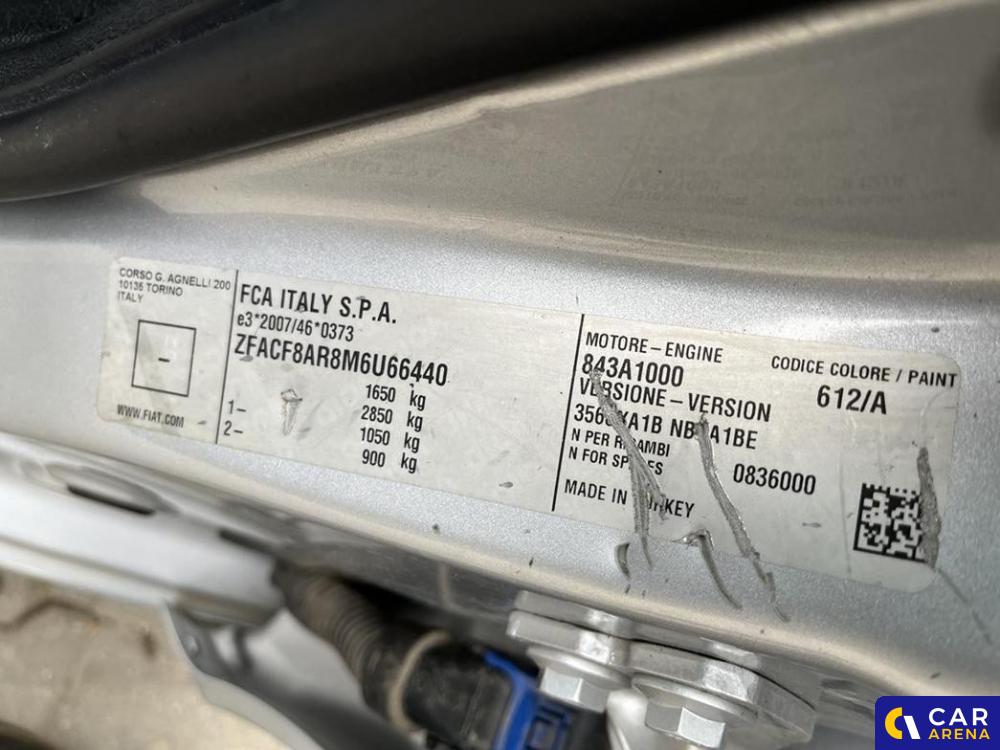 CORSO G. AGNELLI 200
10135 TORINO
ITALY
–
WWW.FIAT.COM
FCA ITALY S.P.A.
e3*2007/46*0373
ZFACF8AR8M6U66440
1650 kg
1– 2850 kg
2– 1050 kg
900 kg
MOTORE – ENGINE
843A1000
CODICE COLORE / PAINT
612/A
VERSIONE – VERSION
N PER RICAMBI
N FOR SPARES
0836000
MADE IN TURKEY
CAR
ARENA